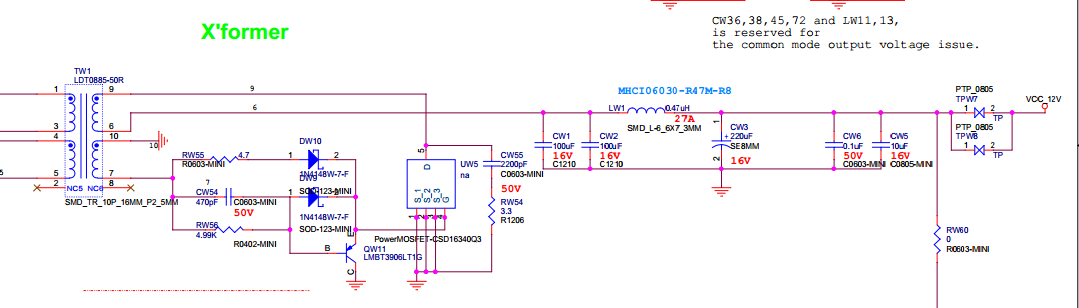 X'former
CW36,38,45,72 and LW11,13,
is reserved for
the common mode output voltage issue.
TW1
LDT0885-50R
1
9
3
6
4
10
5
7
2
NC5
NC6
8
SMD_TR_10P_16MM_P2_5MM
9
6
10
7
RW55
4.7
R0603-MINI
CW54
470pF
C0603-MINI
50V
RW56
4.99K
R0402-MINI
DW10
1
2
1N4148W-7-F
SOD-123-MINI
DW9
1
2
1N4148W-7-F
SOD-123-MINI
B
E
C
QW11
LMBT3906LT1G
5
D
UW5
na
S_1
S_2
S_3
G
1
2
3
4
PowerMOSFET-CSD16340Q3
CW55
2200pF
C0603-MINI
50V
RW54
3.3
R1206
MHCI06030-R47M-R8
LW1
0.47uH
27A
SMD_L-6_6X7_3MM
CW1
100uF
16V
C1210
CW2
100uF
16V
C1210
1
CW3
+
220uF
SE8MM
2
16V
CW6
0.1uF
50V
C0603-MINI
CW5
10uF
16V
C0805-MINI
PTP_0805
TPW7
1
2
TP
PTP_0805
TPW8
1
2
TP
VCC_12V
RW60
0
R0603-MINI